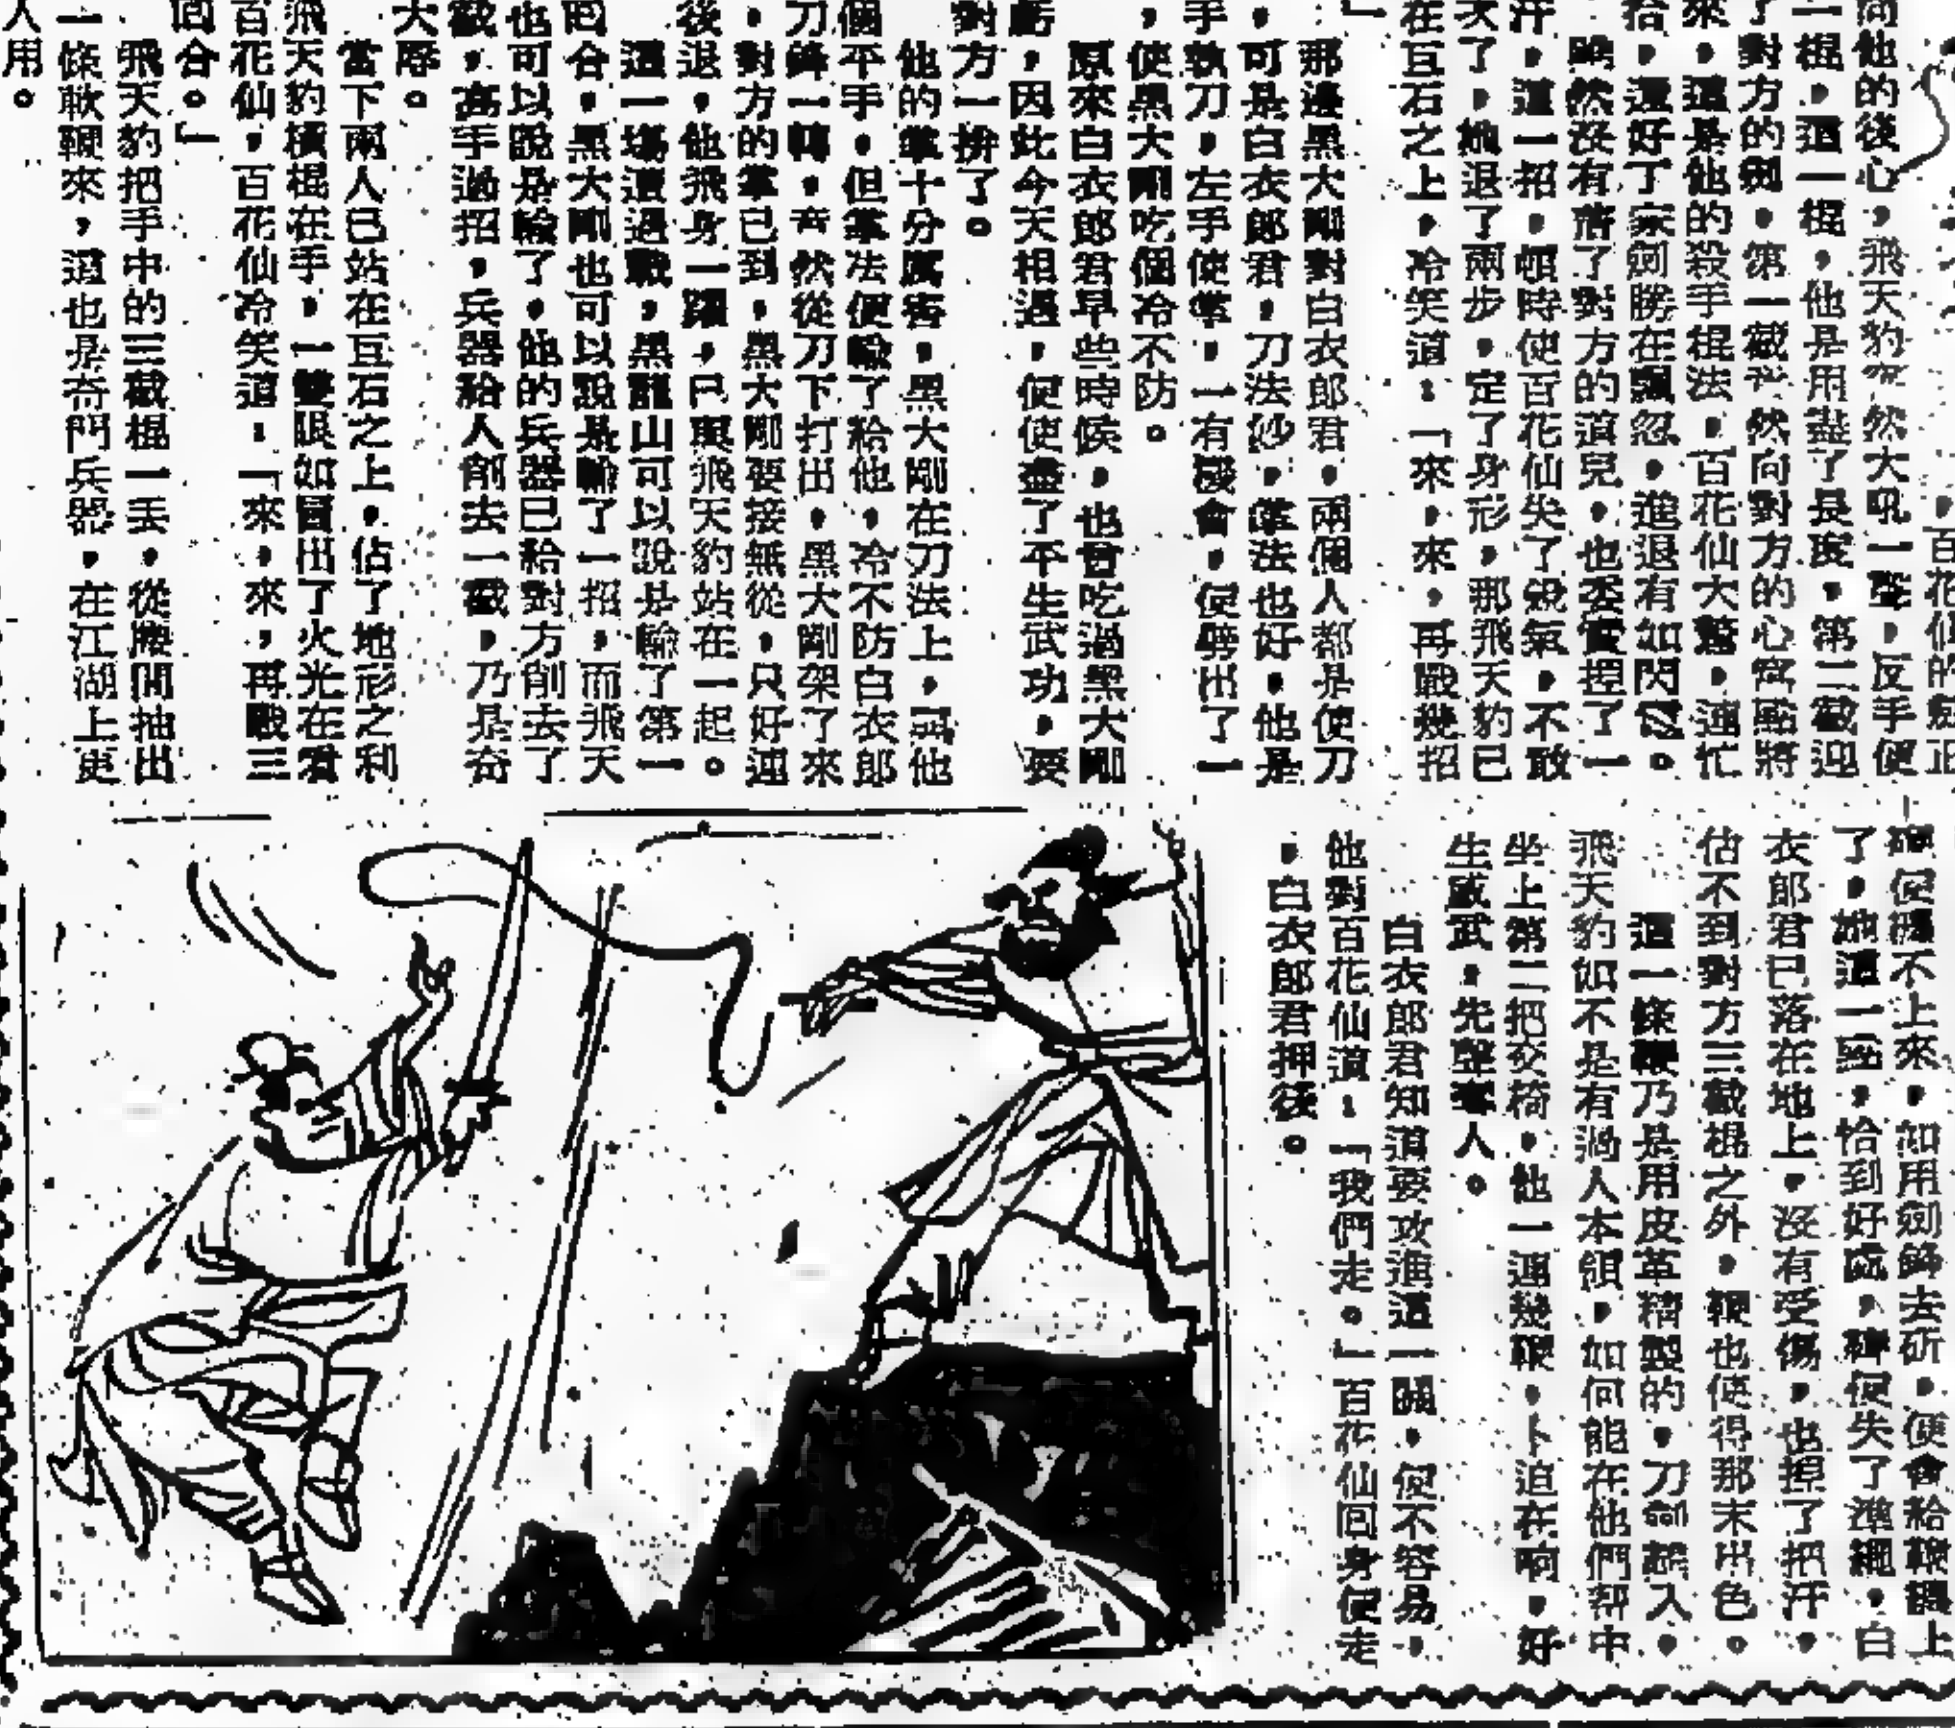 ，百花仙的
向他的後心，飛天豹突然大吼一聲，反手便
一棍，這一棍，他是用盡了長度，第二截迎
了對方的劍，第一截 然向對方的心窩點將
來，這是他的殺手棍法。百花仙大驚，連忙
拾，還好丁家劍勝在飄忽，進退有如閃電。
雖然沒有着了對方的道兒，也委實捏了一
汗，這一招，頓時使百花仙失了銳氣，不敢
大了，她退了兩步，定了身形，那飛天豹已
在巨石之上，冷笑道：「來，來，再戰幾招
」
那邊黑大剛對白衣郎君，兩個人都是使刀
，可是白衣郎君，刀法妙，掌法也好，他是
手執刀，左手使掌，一有機會，便劈出了一
，使黑大剛吃個冷不防。
原來白衣郎君早些時候，也曾吃過黑大剛
虧，因此今天相遇，便使盡了平生武功，要
對方一拚了。
他的掌十分厲害，黑大剛在刀法上，與他
個平手，但掌法便輸了給他，冷不防白衣郎
刀鋒一轉， 然從刀下打出，黑大剛架了來
，對方的掌已到，黑大剛要接無從，只好連
後退，他飛身一躍，已與飛天豹站在一起。
這一場遭遇戰，黑龍山可以說是輸了第一
回合，黑大剛也可以說是輸了一招，而飛天
也可以說是輸了，他的兵器已給對方削去了
截，高手過招，兵器給人削去一截，乃是奇
大辱。
當下兩人已站在巨石之上，佔了地形之利
飛天豹橫棍在手，一雙眼如冒出了火光在看
百花仙，百花仙冷笑道：「來，來，再戰三
回合。」
飛天豹把手中的三截棍一丟，從腰間抽出
一條軟鞭來，這也是奇門兵器，在江湖上更
人用。
便纏不上來，如用劍鋒去斫，便會給鞭纏上
了，她這一點，恰到好處，鞭便失了準繩，白
衣郎君已落在地上，沒有受傷，也揑了把汗，
估不到對方三截棍之外，鞭也使得那末出色。
這一條鞭乃是用皮革精製的，刀劍難入，
飛天豹如不是有過人本領，如何能在他們幫中
坐上第二把交椅，他一連幾鞭，卜迫在响，好
生威武，先聲奪人。
白衣郎君知道要攻進這一關，便不容易，
他對百花仙道：「我們走。」百花仙回身便走
，白衣郎君押後。